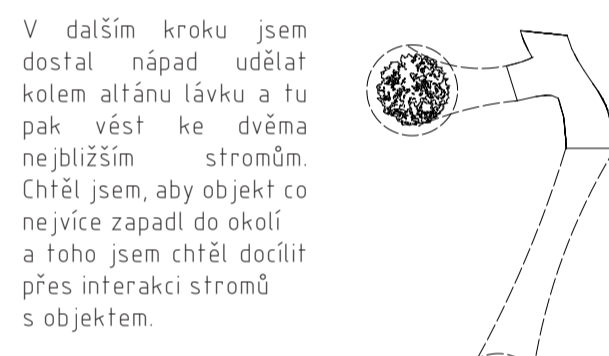 V dalším kroku jsem
dostal nápad udělat
kolem altánu lávku a tu
pak vést ke dvěma
nejbližším stromům.
Chtěl jsem, aby objekt co
nejvíce zapadl do okolí
a toho jsem chtěl docílit
přes interakci stromů
s objektem.